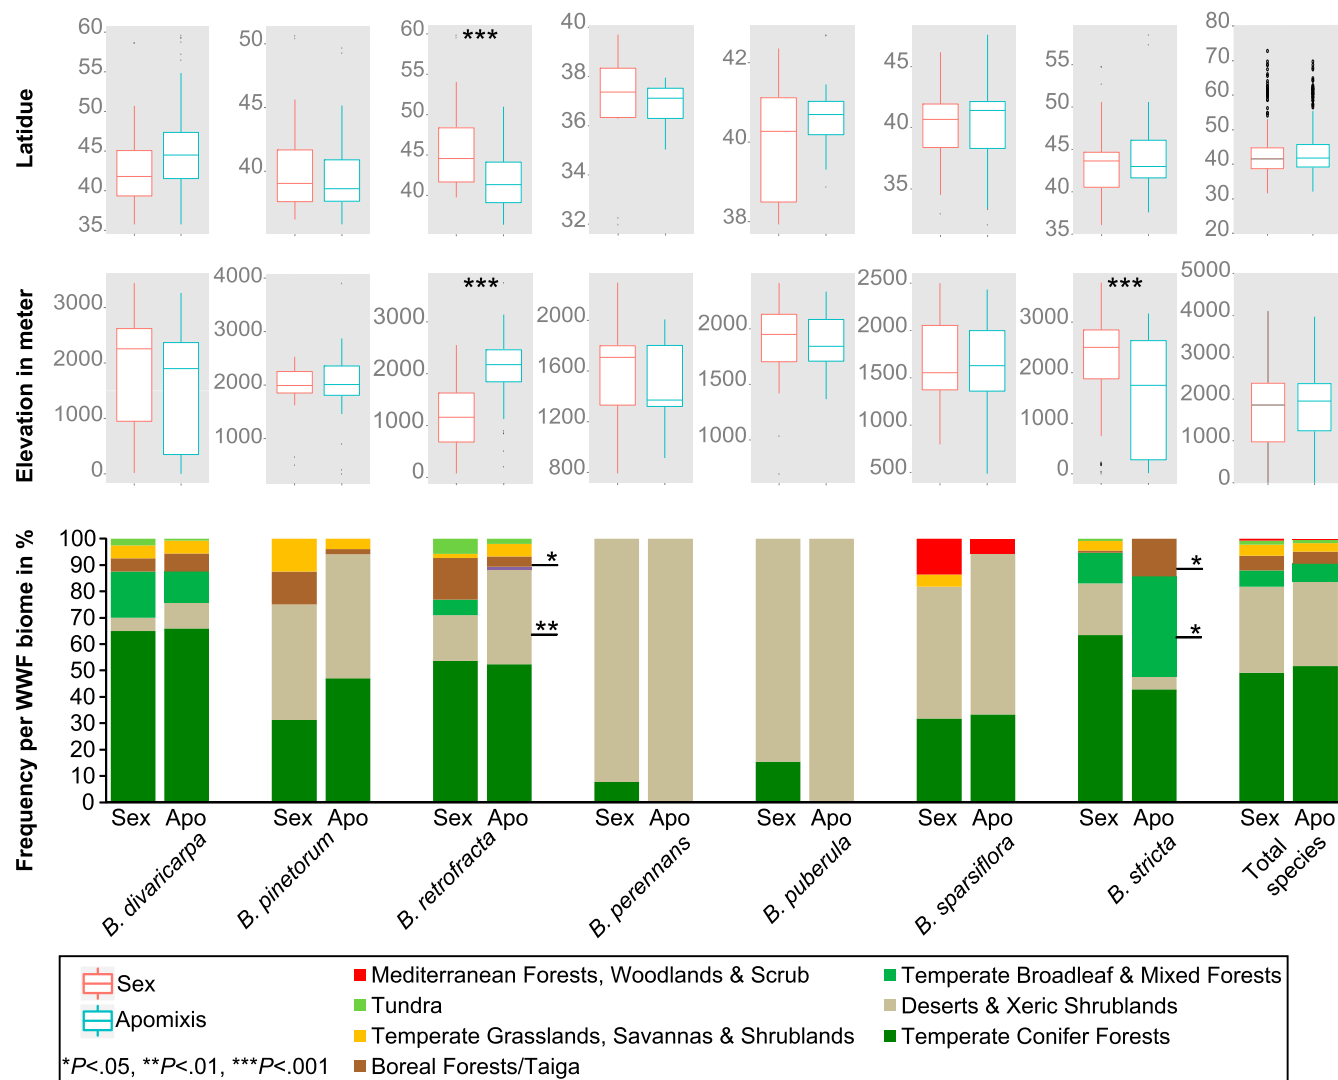 Latidue
60
55
50
45
40
35
50
45
40
60
55
50
45
40
***
40
38
36
34
32
42
40
38
45
40
35
55
50
45
40
35
80
70
60
50
40
30
20
Elevation in meter
3000
2000
1000
0
4000
3000
2000
1000
3000
2000
1000
0
***
2000
1600
1200
800
2000
1500
1000
2500
2000
1500
1000
500
3000
2000
1000
0
***
5000
4000
3000
2000
1000
0
Frequency per WWF biome in %
100
90
80
70
60
50
40
30
20
10
0
*
**
*
*
Sex Apo
Sex Apo
Sex Apo
Sex Apo
Sex Apo
Sex Apo
Sex Apo
Sex Apo
B. divaricarpa
B. pinetorum
B. retrofracta
B. perennans
B. puberula
B. sparsiflora
B. stricta
Total
species
Sex
Apomixis
*P<.05, **P<.01, ***P<.001
Mediterranean Forests, Woodlands & Scrub
Tundra
Temperate Grasslands, Savannas & Shrublands
Boreal Forests/Taiga
Temperate Broadleaf & Mixed Forests
Deserts & Xeric Shrublands
Temperate Conifer Forests